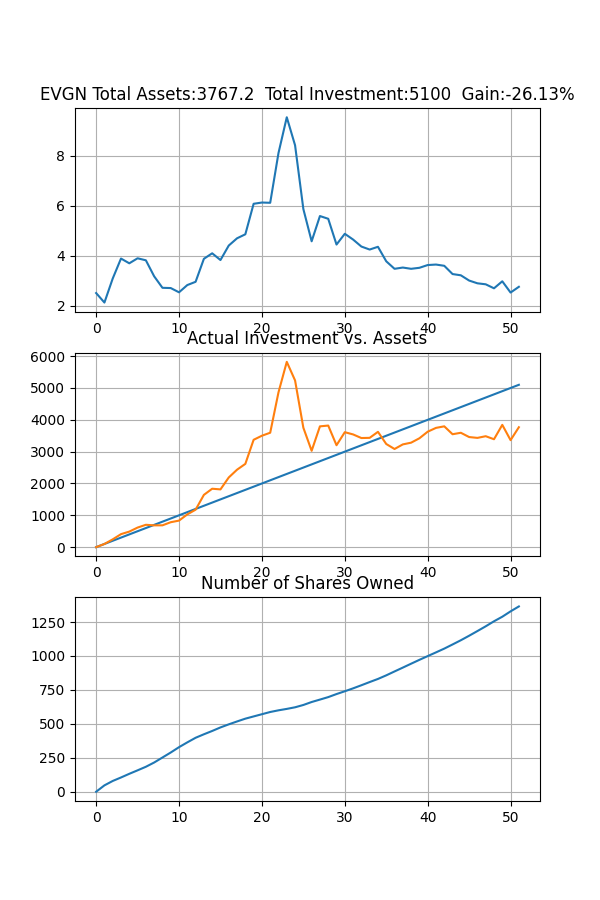 EVGN Total Assets:3767.2  Total Investment:5100  Gain:-26.13%
8
6
4
2
0 10 20 30 40 50
Actual Investment vs. Assets
6000
5000
4000
3000
2000
1000
0
0 10 20 30 40 50
Number of Shares Owned
1250
1000
750
500
250
0
0 10 20 30 40 50